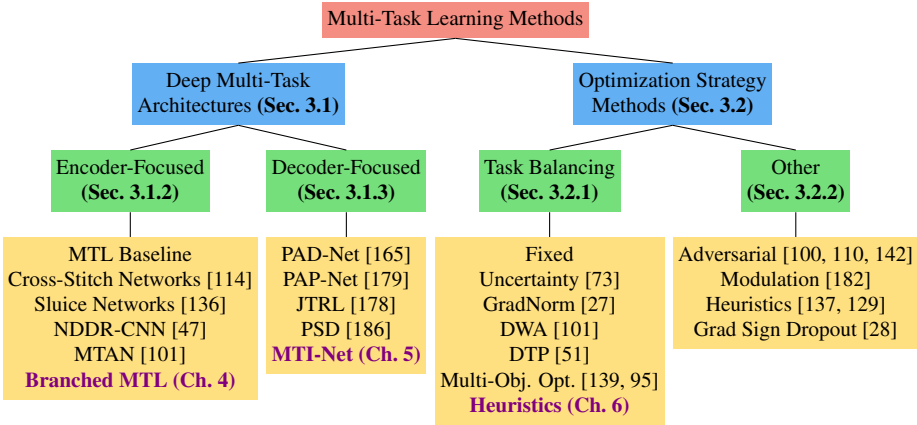 Multi-Task Learning Methods
Deep Multi-Task
Architectures (Sec. 3.1)
Optimization Strategy
Methods (Sec. 3.2)
Encoder-Focused
(Sec. 3.1.2)
Decoder-Focused
(Sec. 3.1.3)
Task Balancing
(Sec. 3.2.1)
Other
(Sec. 3.2.2)
MTL Baseline
Cross-Stitch Networks [114]
Sluice Networks [136]
NDDR-CNN [47]
MTAN [101]
Branched MTL (Ch. 4)
PAD-Net [165]
PAP-Net [179]
JTRL [178]
PSD [186]
MTI-Net (Ch. 5)
Fixed
Uncertainty [73]
GradNorm [27]
DWA [101]
DTP [51]
Multi-Obj. Opt. [139, 95]
Heuristics (Ch. 6)
Adversarial [100, 110, 142]
Modulation [182]
Heuristics [137, 129]
Grad Sign Dropout [28]